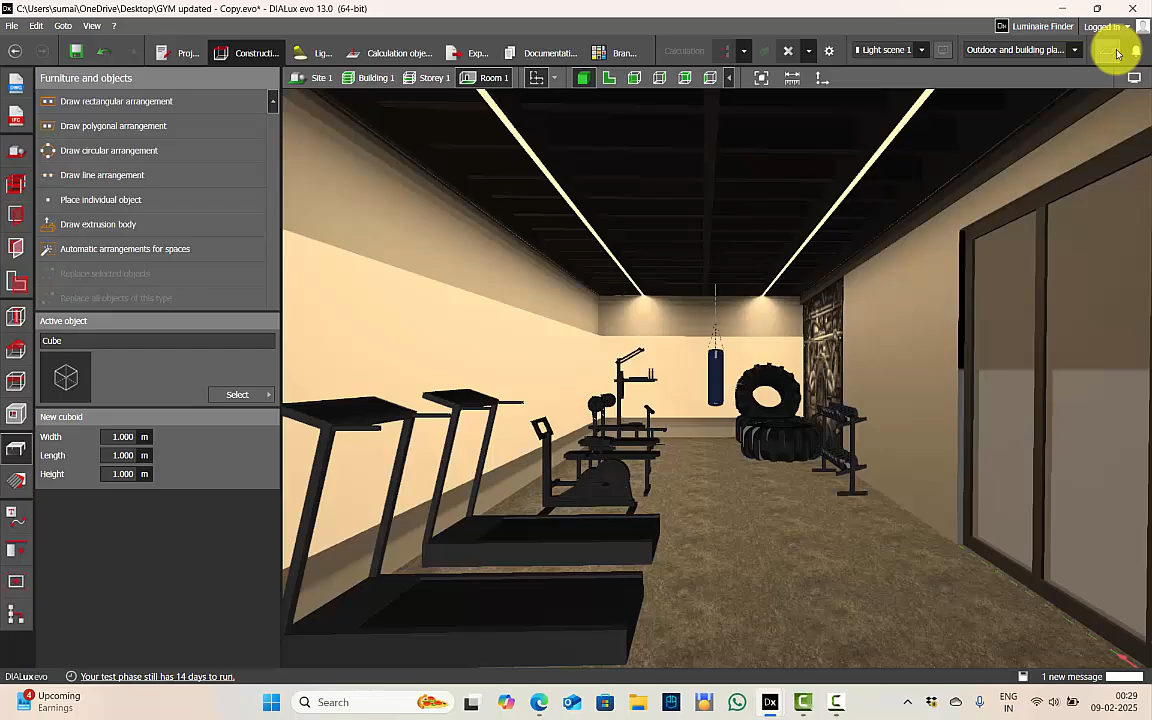 C:\Users\sumai\OneDrive\Desktop\GYM updated - Copy.evo* - DIALux evo 13.0 (64-bit)
File Edit Goto View ?
Dx Luminaire Finder Logged in
Proj... Constructi... Lig... Calculation obje... Exp... Documentati... Bran... Calculation Light scene 1 Outdoor and building pla...
Furniture and objects
Site 1 Building 1 Storey 1 Room 1
Draw rectangular arrangement
Draw polygonal arrangement
Draw circular arrangement
Draw line arrangement
Place individual object
Draw extrusion body
Automatic arrangements for spaces
Replace selected objects
Replace all objects of this type
Active object
Cube
Select
New cuboid
Width 1.000 m
Length 1.000 m
Height 1.000 m
DIALux evo Your test phase still has 14 days to run. 1 new message
4 Upcoming
Earnings
Search
Dx
ENG
IN
00:29
09-02-2025